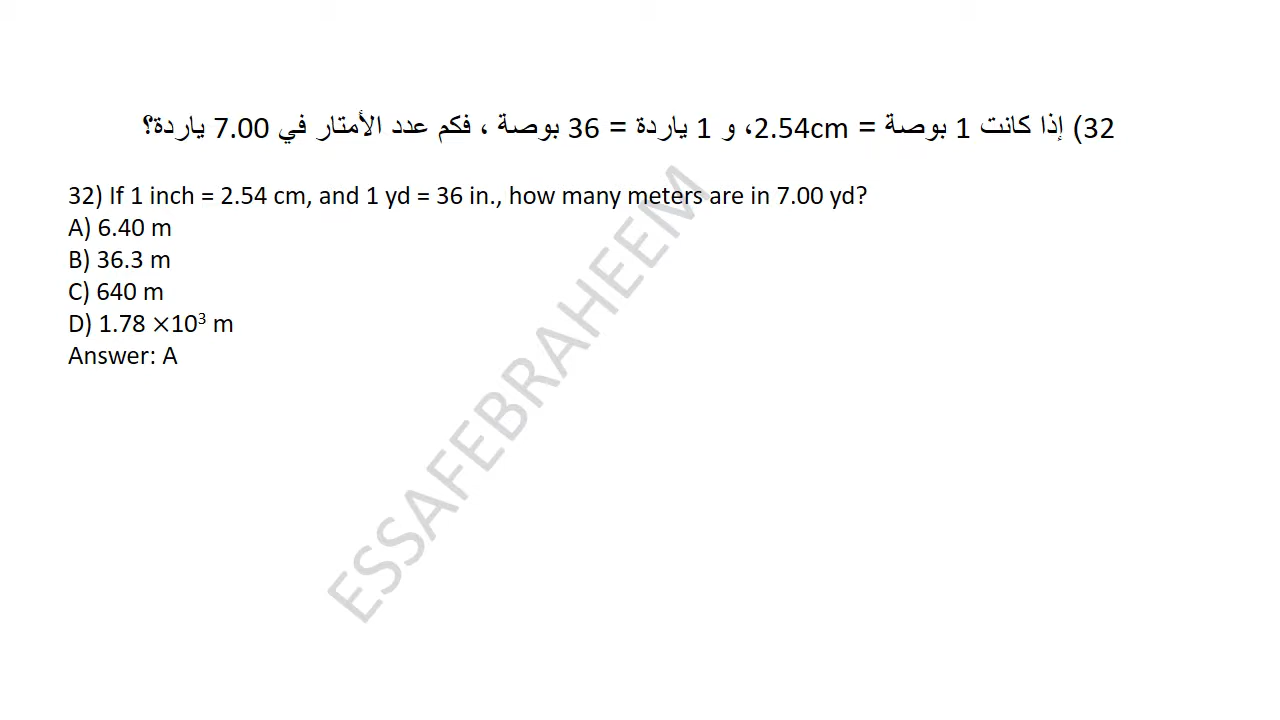 32) إذا كانت 1 بوصة = 2.54cm، و 1 ياردة = 36 بوصة ، فكم عدد الأمتار في 7.00 ياردة؟
32) If 1 inch = 2.54 cm, and 1 yd = 36 in., how many meters are in 7.00 yd?
A) 6.40 m
B) 36.3 m
C) 640 m
D) 1.78 ×10³ m
Answer: A
ESSAFEBRAHEEM